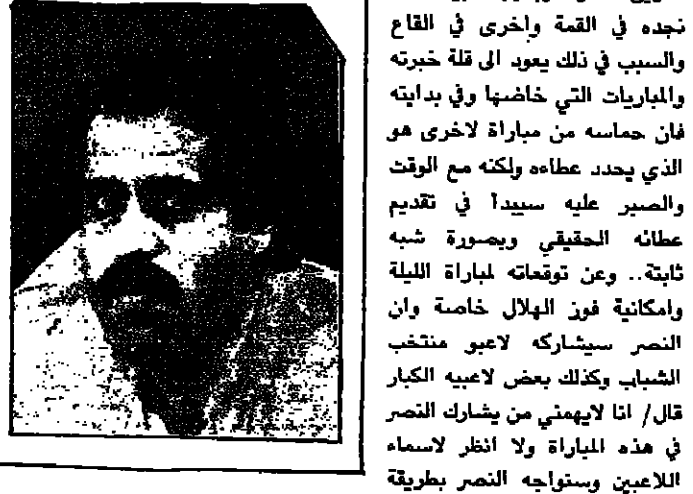 نجده في القمة واخرى في القاع
والسبب في ذلك يعود الى قلة خبرته
والمباريات التي خاضها وفي بدايته
فان حماسه من مباراة لاخرى هو
الذي يحدد عطاءه ولكنه مع الوقت
والصبر عليه سيبدأ في تقديم
عطائه الحقيقي وبصورة شبه
ثابتة.. وعن توقعاته لمباراة الليلة
وامكانية فوز الهلال خاصة وان
النصر سيشاركه لاعبو منتخب
الشباب وكذلك بعض لاعبيه الكبار
قال/ انا لايهمني من يشارك النصر
في هذه المباراة ولا انظر لاسماء
اللاعبين وسنواجه النصر بطريقة